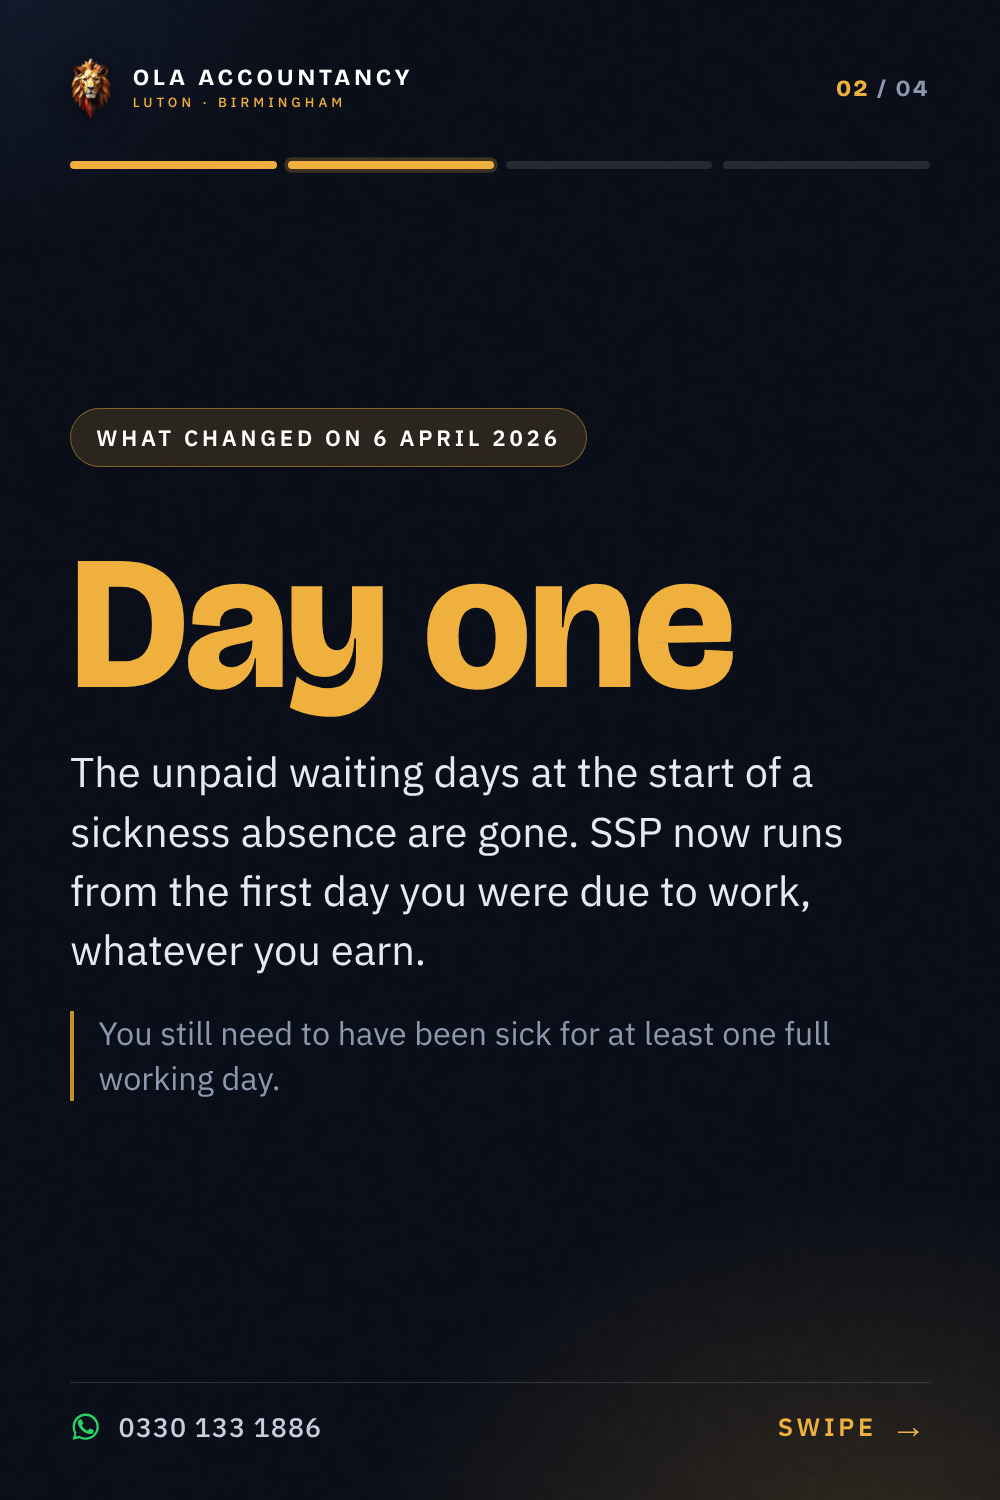 OLA ACCOUNTANCY
LUTON · BIRMINGHAM
02 / 04
WHAT CHANGED ON 6 APRIL 2026
Day one
The unpaid waiting days at the start of a
sickness absence are gone. SSP now runs
from the first day you were due to work,
whatever you earn.
You still need to have been sick for at least one full
working day.
0330 133 1886
SWIPE →